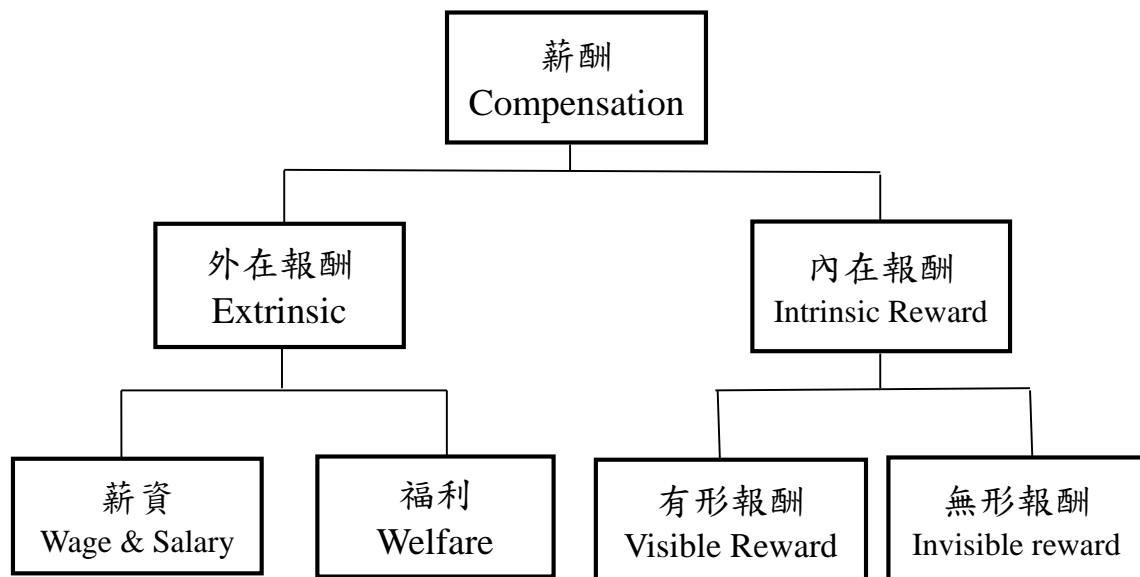 薪酬
Compensation
外在報酬
Extrinsic
內在報酬
Intrinsic Reward
薪資
Wage & Salary
福利
Welfare
有形報酬
Visible Reward
無形報酬
Invisible reward